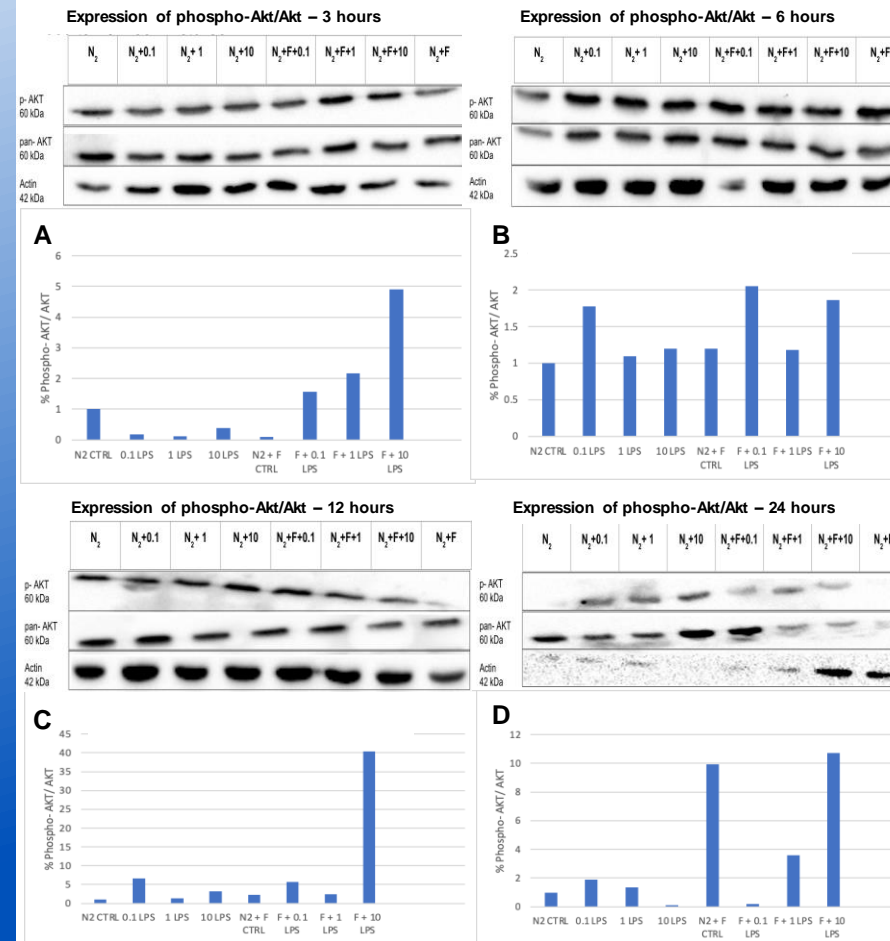 Expression of phospho-Akt/Akt – 3 hours
N2 N2+0.1 N2+ 1 N2+10 N2+F+0.1 N2+F+1 N2+F+10 N2+F
p- AKT
60 kDa
pan- AKT
60 kDa
Actin
42 kDa
Expression of phospho-Akt/Akt – 6 hours
N2 N2+0.1 N2+ 1 N2+10 N2+F+0.1 N2+F+1 N2+F+10 N2+F
p- AKT
60 kDa
pan- AKT
60 kDa
Actin
42 kDa
A
6
5
4
3
2
1
0
% Phospho- AKT/ AKT
N2 CTRL 0.1 LPS 1 LPS 10 LPS N2 + F F + 0.1 F + 1 LPS F + 10
CTRL LPS LPS
B
2.5
2
1.5
1
0.5
0
% Phospho- AKT/ AKT
N2 CTRL 0.1 LPS 1 LPS 10 LPS N2 + F F + 0.1 F + 1 LPS F + 10
CTRL LPS LPS
Expression of phospho-Akt/Akt – 12 hours
N2 N2+0.1 N2+ 1 N2+10 N2+F+0.1 N2+F+1 N2+F+10 N2+F
p- AKT
60 kDa
pan- AKT
60 kDa
Actin
42 kDa
Expression of phospho-Akt/Akt – 24 hours
N2 N2+0.1 N2+ 1 N2+10 N2+F+0.1 N2+F+1 N2+F+10
p- AKT
60 kDa
pan- AKT
60 kDa
Actin
42 kDa
C
45
40
35
30
25
20
15
10
5
0
% Phospho- AKT/ AKT
N2 CTRL 0.1 LPS 1 LPS 10 LPS N2 + F F + 0.1 F + 1 F + 10
CTRL LPS LPS LPS
D
12
10
8
6
4
2
0
% Phospho- AKT/ AKT
N2 CTRL 0.1 LPS 1 LPS 10 LPS N2 + F F + 0.1 F + 1 LPS F + 10
CTRL LPS LPS